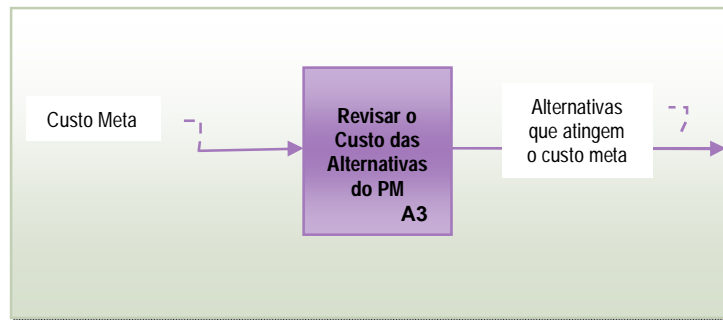 Custo Meta
Revisar o
Custo das
Alternativas
do PM
A3
Alternativas
que atingem
o custo meta